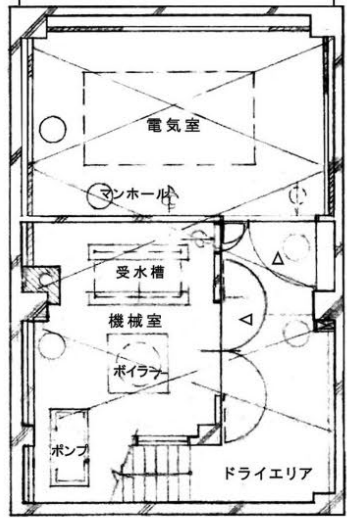 電気室
マンホール
受水槽
機械室
ボイラー
ポンプ
ドライエリア